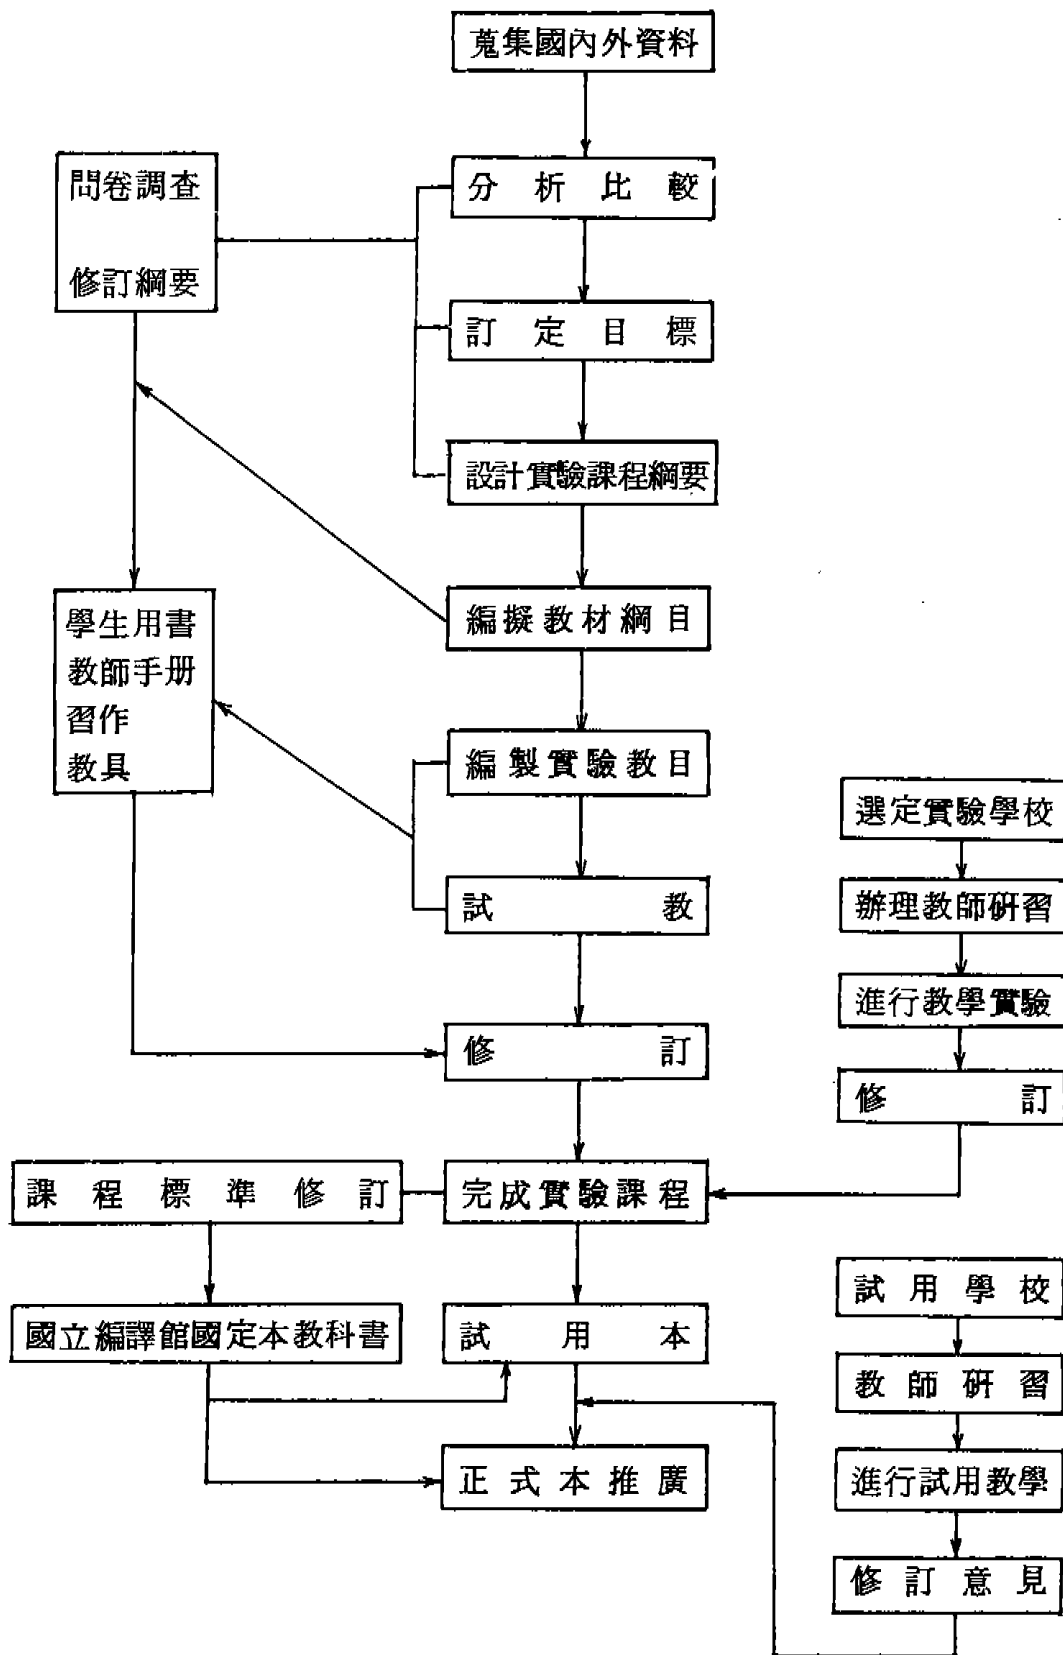 蒐集國內外資料
問卷調查
修訂綱要
分析比較
訂定目標
設計實驗課程綱要
編擬教材綱目
學生用書
教師手册
習作
教具
編製實驗教目
試教
修訂
選定實驗學校
辦理教師研習
進行教學實驗
修訂
課程標準修訂
完成實驗課程
國立編譯館國定本教科書
試用本
正式本推廣
試用學校
教師研習
進行試用教學
修訂意見